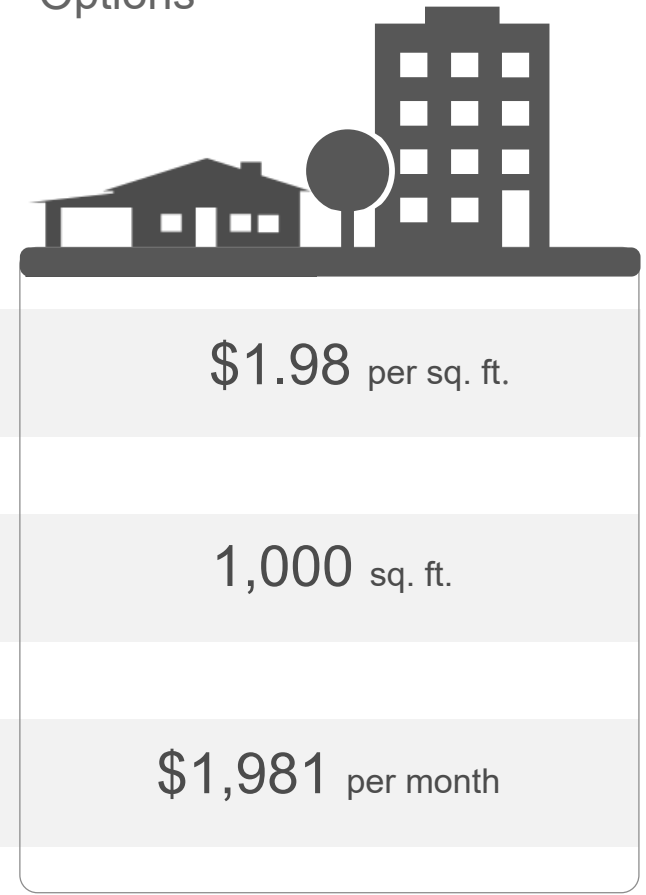 Options
$1.98 per sq. ft.
1,000 sq. ft.
$1,981 per month